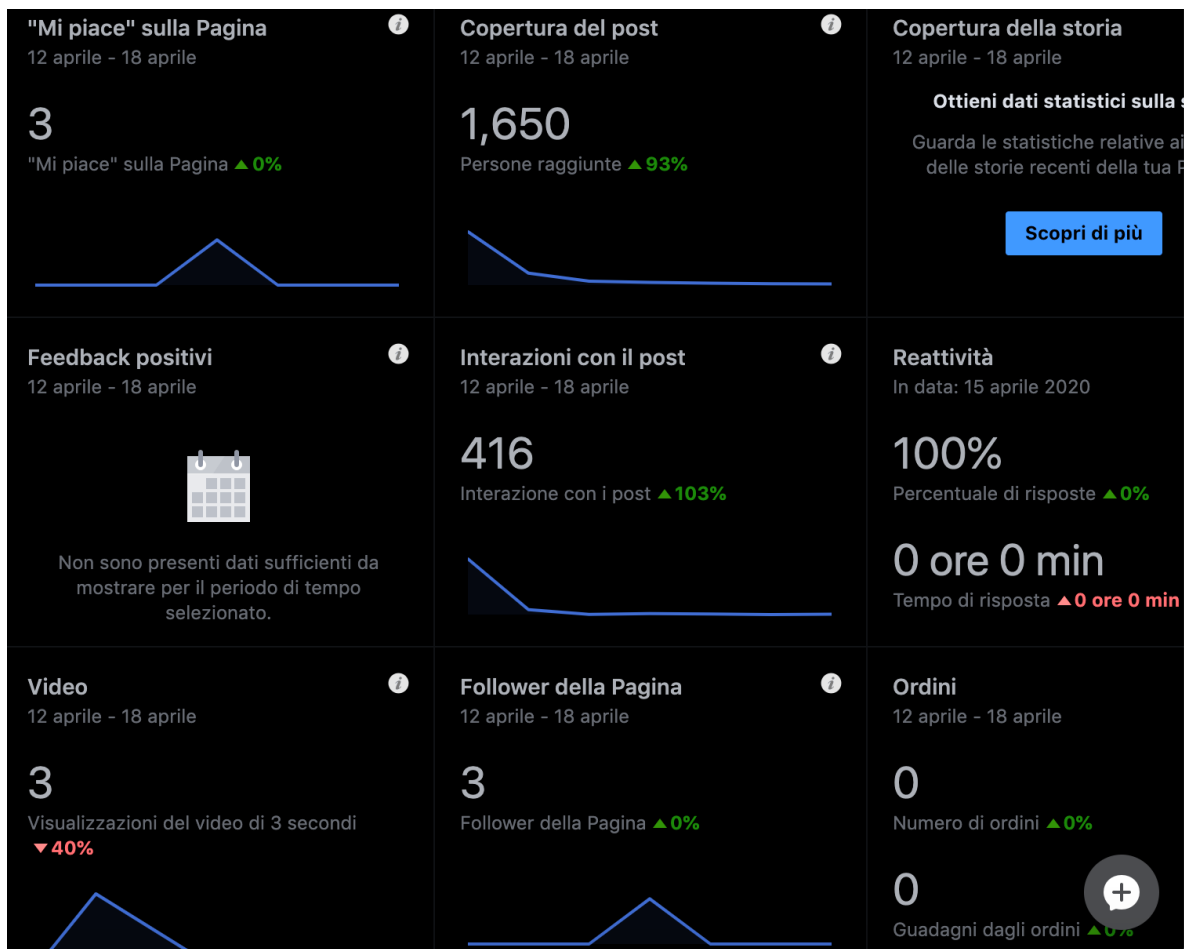 "Mi piace" sulla Pagina
12 aprile - 18 aprile
3
"Mi piace" sulla Pagina 0%
Copertura del post
12 aprile - 18 aprile
1,650
Persone raggiunte 93%
Copertura della storia
12 aprile - 18 aprile
Ottieni dati statistici sulla s
Guarda le statistiche relative ai
delle storie recenti della tua P
Scopri di più
Feedback positivi
12 aprile - 18 aprile
Non sono presenti dati sufficienti da
mostrare per il periodo di tempo
selezionato.
Interazioni con il post
12 aprile - 18 aprile
416
Interazione con i post 103%
Reattività
In data: 15 aprile 2020
100%
Percentuale di risposte 0%
0 ore 0 min
Tempo di risposta 0 ore 0 min
Video
12 aprile - 18 aprile
3
Visualizzazioni del video di 3 secondi
40%
Follower della Pagina
12 aprile - 18 aprile
3
Follower della Pagina 0%
Ordini
12 aprile - 18 aprile
0
Numero di ordini 0%
0
Guadagni dagli ordini 0%